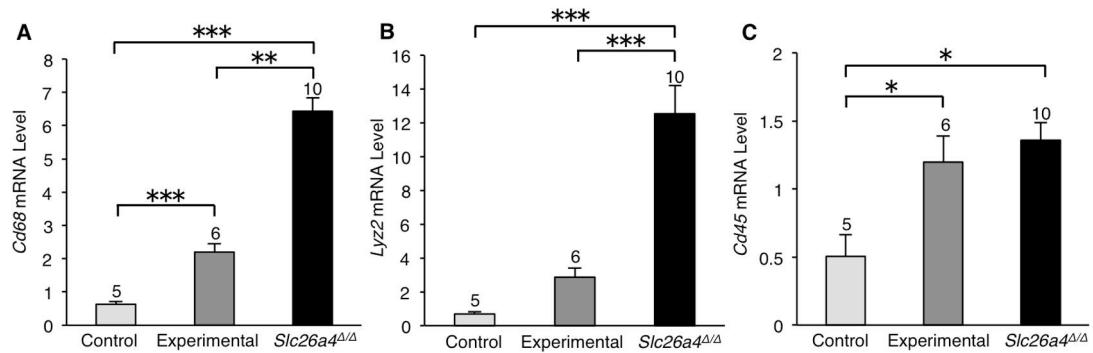 A
Cd68 mRNA Level
8
7
6
5
4
3
2
1
0
***
**
***
5
6
10
Control
Experimental
Slc26a4Δ/Δ
B
Lyz2 mRNA Level
16
14
12
10
8
6
4
2
0
***
***
5
6
10
Control
Experimental
Slc26a4Δ/Δ
C
Cd45 mRNA Level
2
1.5
1
0.5
0
*
*
5
6
10
Control
Experimental
Slc26a4Δ/Δ